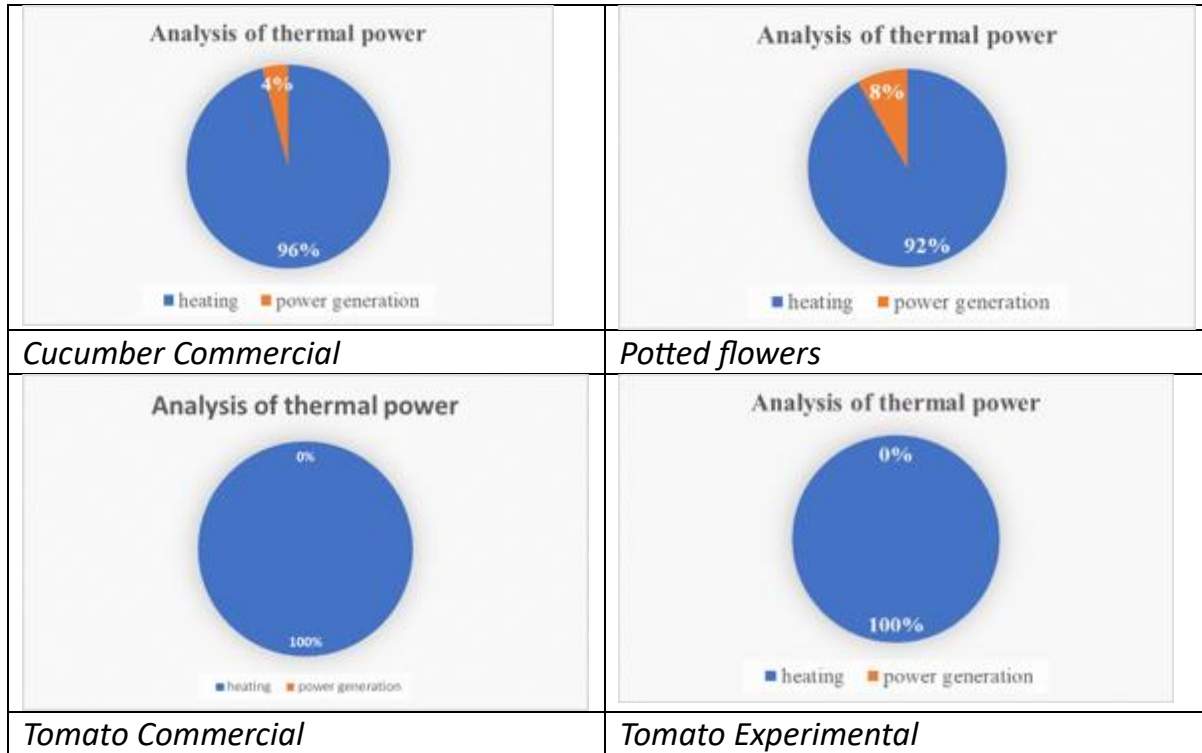 Analysis of thermal power
4%
96%
heating power generation
Cucumber Commercial
Analysis of thermal power
8%
92%
heating power generation
Potted flowers
Analysis of thermal power
0%
100%
heating power generation
Tomato Commercial
Analysis of thermal power
0%
100%
heating power generation
Tomato Experimental